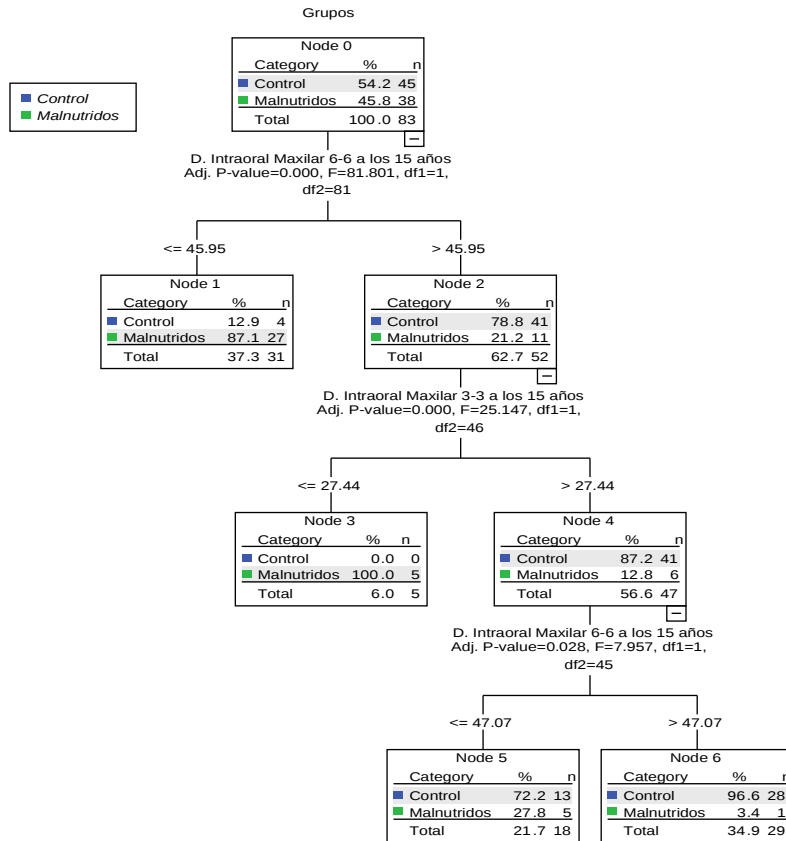 Grupos
Control
Malnutridos
Node 0
Category % n
Control 54.2 45
Malnutridos 45.8 38
Total 100.0 83
D. Intraoral Maxilar 6-6 a los 15 años
Adj. P-value=0.000, F=81.801, df1=1,
df2=81
<= 45.95
> 45.95
Node 1
Category % n
Control 12.9 4
Malnutridos 87.1 27
Total 37.3 31
Node 2
Category % n
Control 78.8 41
Malnutridos 21.2 11
Total 62.7 52
D. Intraoral Maxilar 3-3 a los 15 años
Adj. P-value=0.000, F=25.147, df1=1,
df2=46
<= 27.44
> 27.44
Node 3
Category % n
Control 0.0 0
Malnutridos 100.0 5
Total 6.0 5
Node 4
Category % n
Control 87.2 41
Malnutridos 12.8 6
Total 56.6 47
D. Intraoral Maxilar 6-6 a los 15 años
Adj. P-value=0.028, F=7.957, df1=1,
df2=45
<= 47.07
> 47.07
Node 5
Category % n
Control 72.2 13
Malnutridos 27.8 5
Total 21.7 18
Node 6
Category % n
Control 96.6 28
Malnutridos 3.4 1
Total 34.9 29